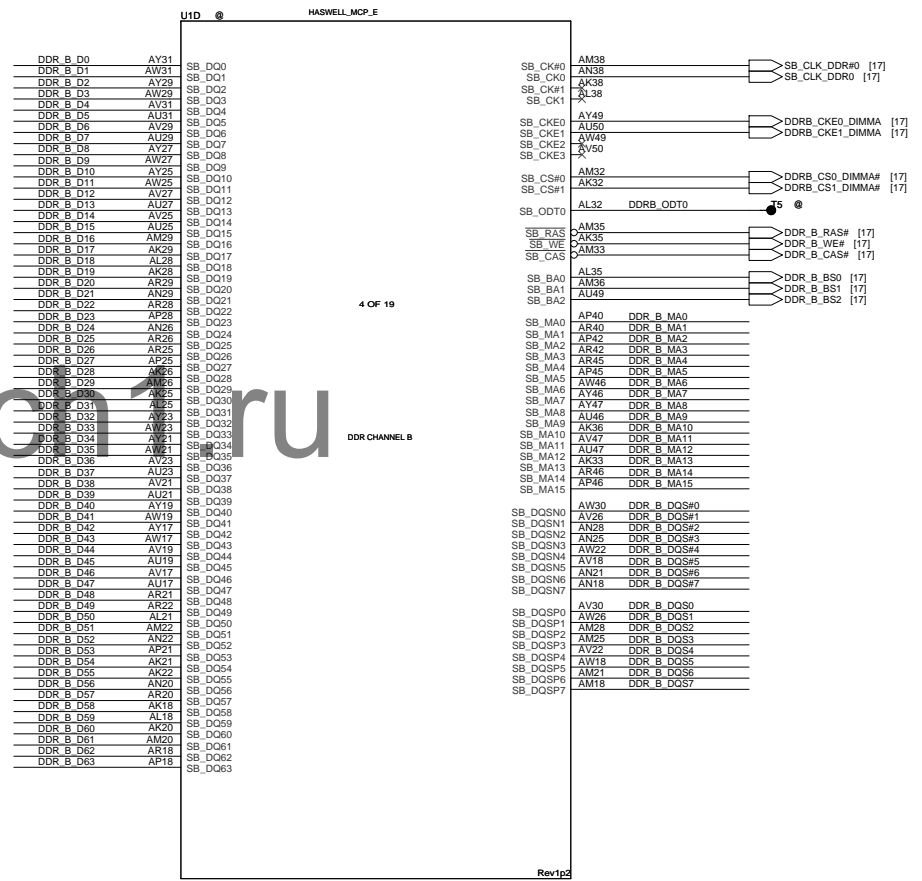 U1D @ HASWELL_MCP_E
DDR_B_D0 AY31 SB_DQ0
DDR_B_D1 AW31 SB_DQ1
DDR_B_D2 AY29 SB_DQ2
DDR_B_D3 AW29 SB_DQ3
DDR_B_D4 AV31 SB_DQ4
DDR_B_D5 AU31 SB_DQ5
DDR_B_D6 AV29 SB_DQ6
DDR_B_D7 AU29 SB_DQ7
DDR_B_D8 AY27 SB_DQ8
DDR_B_D9 AW27 SB_DQ9
DDR_B_D10 AY25 SB_DQ10
DDR_B_D11 AW25 SB_DQ11
DDR_B_D12 AV27 SB_DQ12
DDR_B_D13 AU27 SB_DQ13
DDR_B_D14 AV25 SB_DQ14
DDR_B_D15 AU25 SB_DQ15
DDR_B_D16 AM29 SB_DQ16
DDR_B_D17 AK29 SB_DQ17
DDR_B_D18 AL28 SB_DQ18
DDR_B_D19 AK28 SB_DQ19
DDR_B_D20 AR29 SB_DQ20
DDR_B_D21 AN29 SB_DQ21
DDR_B_D22 AR28 SB_DQ22
DDR_B_D23 AP28 SB_DQ23
DDR_B_D24 AN26 SB_DQ24
DDR_B_D25 AR26 SB_DQ25
DDR_B_D26 AR25 SB_DQ26
DDR_B_D27 AP25 SB_DQ27
DDR_B_D28 AK26 SB_DQ28
DDR_B_D29 AM26 SB_DQ29
DDR_B_D30 AK25 SB_DQ30
DDR_B_D31 AL25 SB_DQ31
DDR_B_D32 AY23 SB_DQ32
DDR_B_D33 AW23 SB_DQ33
DDR_B_D34 AY21 SB_DQ34
DDR_B_D35 AW21 SB_DQ35
DDR_B_D36 AV23 SB_DQ36
DDR_B_D37 AU23 SB_DQ37
DDR_B_D38 AV21 SB_DQ38
DDR_B_D39 AU21 SB_DQ39
DDR_B_D40 AY19 SB_DQ40
DDR_B_D41 AW19 SB_DQ41
DDR_B_D42 AY17 SB_DQ42
DDR_B_D43 AW17 SB_DQ43
DDR_B_D44 AV19 SB_DQ44
DDR_B_D45 AU19 SB_DQ45
DDR_B_D46 AV17 SB_DQ46
DDR_B_D47 AU17 SB_DQ47
DDR_B_D48 AR21 SB_DQ48
DDR_B_D49 AR22 SB_DQ49
DDR_B_D50 AL21 SB_DQ50
DDR_B_D51 AM22 SB_DQ51
DDR_B_D52 AN22 SB_DQ52
DDR_B_D53 AP21 SB_DQ53
DDR_B_D54 AK21 SB_DQ54
DDR_B_D55 AK22 SB_DQ55
DDR_B_D56 AN20 SB_DQ56
DDR_B_D57 AR20 SB_DQ57
DDR_B_D58 AK18 SB_DQ58
DDR_B_D59 AL18 SB_DQ59
DDR_B_D60 AK20 SB_DQ60
DDR_B_D61 AM20 SB_DQ61
DDR_B_D62 AR18 SB_DQ62
DDR_B_D63 AP18 SB_DQ63
4 OF 19
DDR CHANNEL B
ch1.ru
SB_CK#0 AM38 SB_CLK_DDR#0 [17]
SB_CK0 AN38 SB_CLK_DDR0 [17]
SB_CK#1 AK38
SB_CK1 AL38
SB_CKE0 AY49 DDRB_CKE0_DIMMA [17]
SB_CKE1 AU50 DDRB_CKE1_DIMMA [17]
SB_CKE2 AW49
SB_CKE3 AV50
SB_CS#0 AM32 DDRB_CS0_DIMMA# [17]
SB_CS#1 AK32 DDRB_CS1_DIMMA# [17]
SB_ODT0 AL32 DDRB_ODT0 T5 @
SB_RAS AM35 DDR_B_RAS# [17]
SB_WE AK35 DDR_B_WE# [17]
SB_CAS AM33 DDR_B_CAS# [17]
SB_BA0 AL35 DDR_B_BS0 [17]
SB_BA1 AM36 DDR_B_BS1 [17]
SB_BA2 AU49 DDR_B_BS2 [17]
SB_MA0 AP40 DDR_B_MA0
SB_MA1 AR40 DDR_B_MA1
SB_MA2 AP42 DDR_B_MA2
SB_MA3 AR42 DDR_B_MA3
SB_MA4 AR45 DDR_B_MA4
SB_MA5 AP45 DDR_B_MA5
SB_MA6 AW46 DDR_B_MA6
SB_MA7 AY46 DDR_B_MA7
SB_MA8 AY47 DDR_B_MA8
SB_MA9 AU46 DDR_B_MA9
SB_MA10 AK36 DDR_B_MA10
SB_MA11 AV47 DDR_B_MA11
SB_MA12 AU47 DDR_B_MA12
SB_MA13 AK33 DDR_B_MA13
SB_MA14 AR46 DDR_B_MA14
SB_MA15 AP46 DDR_B_MA15
SB_DQSN0 AW30 DDR_B_DQS#0
SB_DQSN1 AV26 DDR_B_DQS#1
SB_DQSN2 AN28 DDR_B_DQS#2
SB_DQSN3 AN25 DDR_B_DQS#3
SB_DQSN4 AW22 DDR_B_DQS#4
SB_DQSN5 AV18 DDR_B_DQS#5
SB_DQSN6 AN21 DDR_B_DQS#6
SB_DQSN7 AN18 DDR_B_DQS#7
SB_DQSP0 AV30 DDR_B_DQS0
SB_DQSP1 AW26 DDR_B_DQS1
SB_DQSP2 AM28 DDR_B_DQS2
SB_DQSP3 AM25 DDR_B_DQS3
SB_DQSP4 AV22 DDR_B_DQS4
SB_DQSP5 AW18 DDR_B_DQS5
SB_DQSP6 AM21 DDR_B_DQS6
SB_DQSP7 AM18 DDR_B_DQS7
Rev1p2